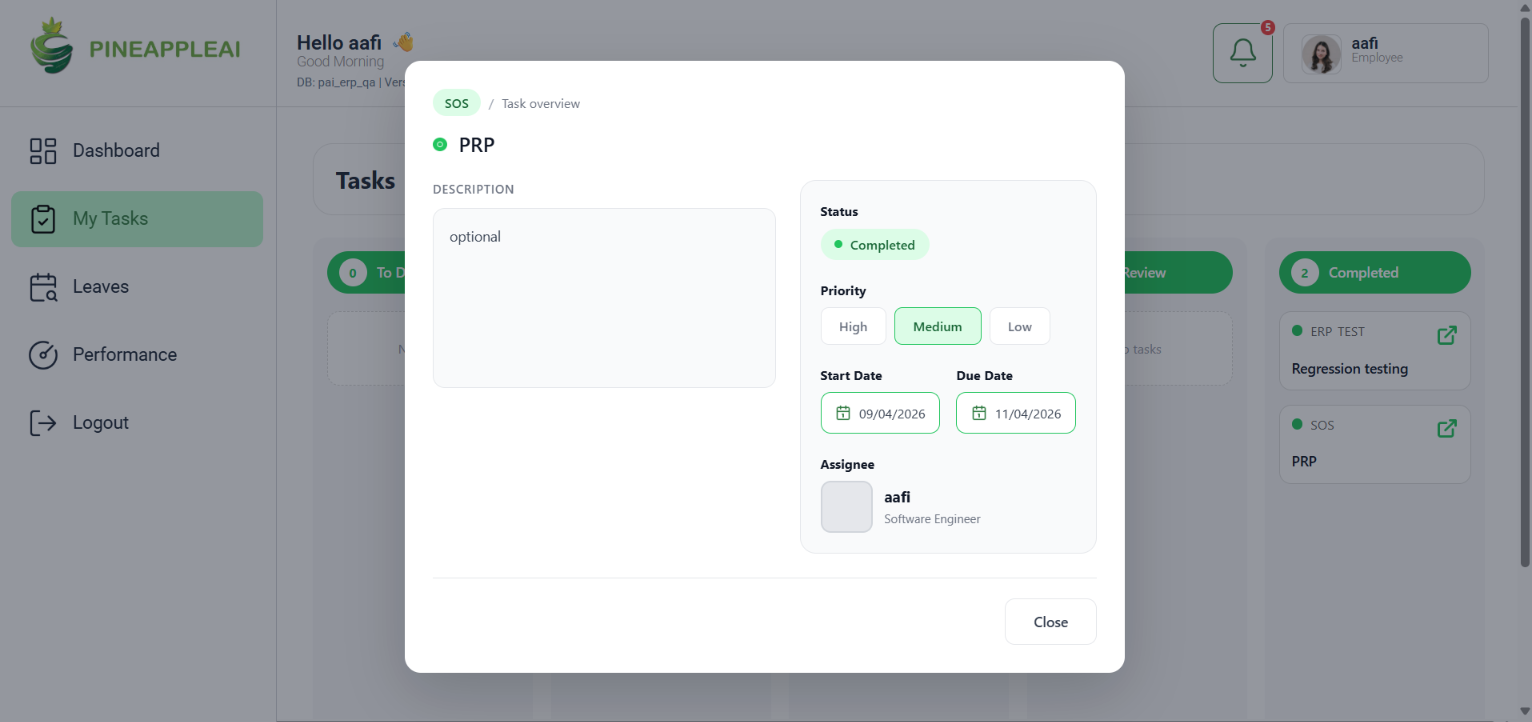 PINEAPPLEAI
Hello aafi 👋
Good Morning
DB: pai_erp_qa |
5
aafi
Employee
Dashboard
My Tasks
Leaves
Performance
Logout
Tasks
0 To D
Review
2 Completed
tasks
ERP TEST
Regression testing
SOS
PRP
SOS / Task overview
PRP
DESCRIPTION
optional
Status
Completed
Priority
High Medium Low
Start Date Due Date
09/04/2026 11/04/2026
Assignee
aafi
Software Engineer
Close